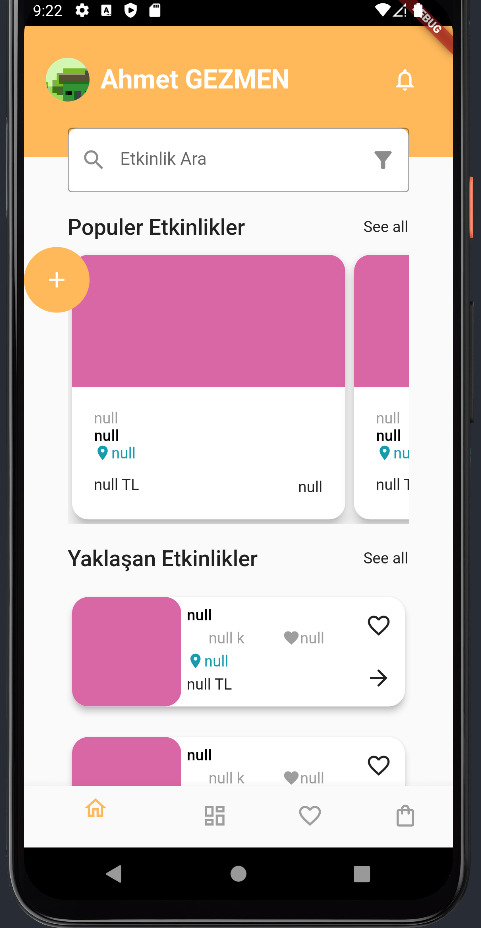 9:22
DEBUG
Ahmet GEZMEN
Etkinlik Ara
Populer Etkinlikler
See all
+
null
null
null
null TL
null
null
null
nu
null T
Yaklaşan Etkinlikler
See all
null
null k
null
null
null TL
null
null k
null